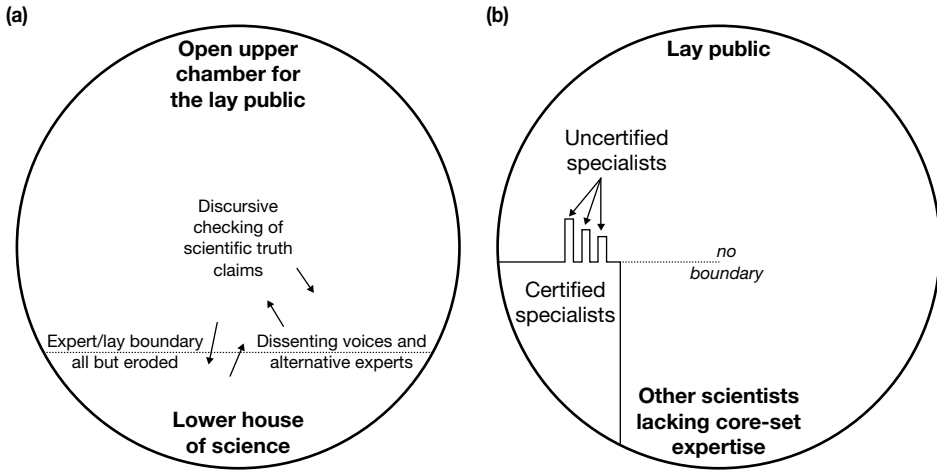 (a)
Open upper
chamber for
the lay public
Discursive
checking of
scientific truth
claims
Expert/lay boundary
all but eroded
Dissenting voices and
alternative experts
Lower house
of science
(b)
Lay public
Uncertified
specialists
no
boundary
Certified
specialists
Other scientists
lacking core-set
expertise